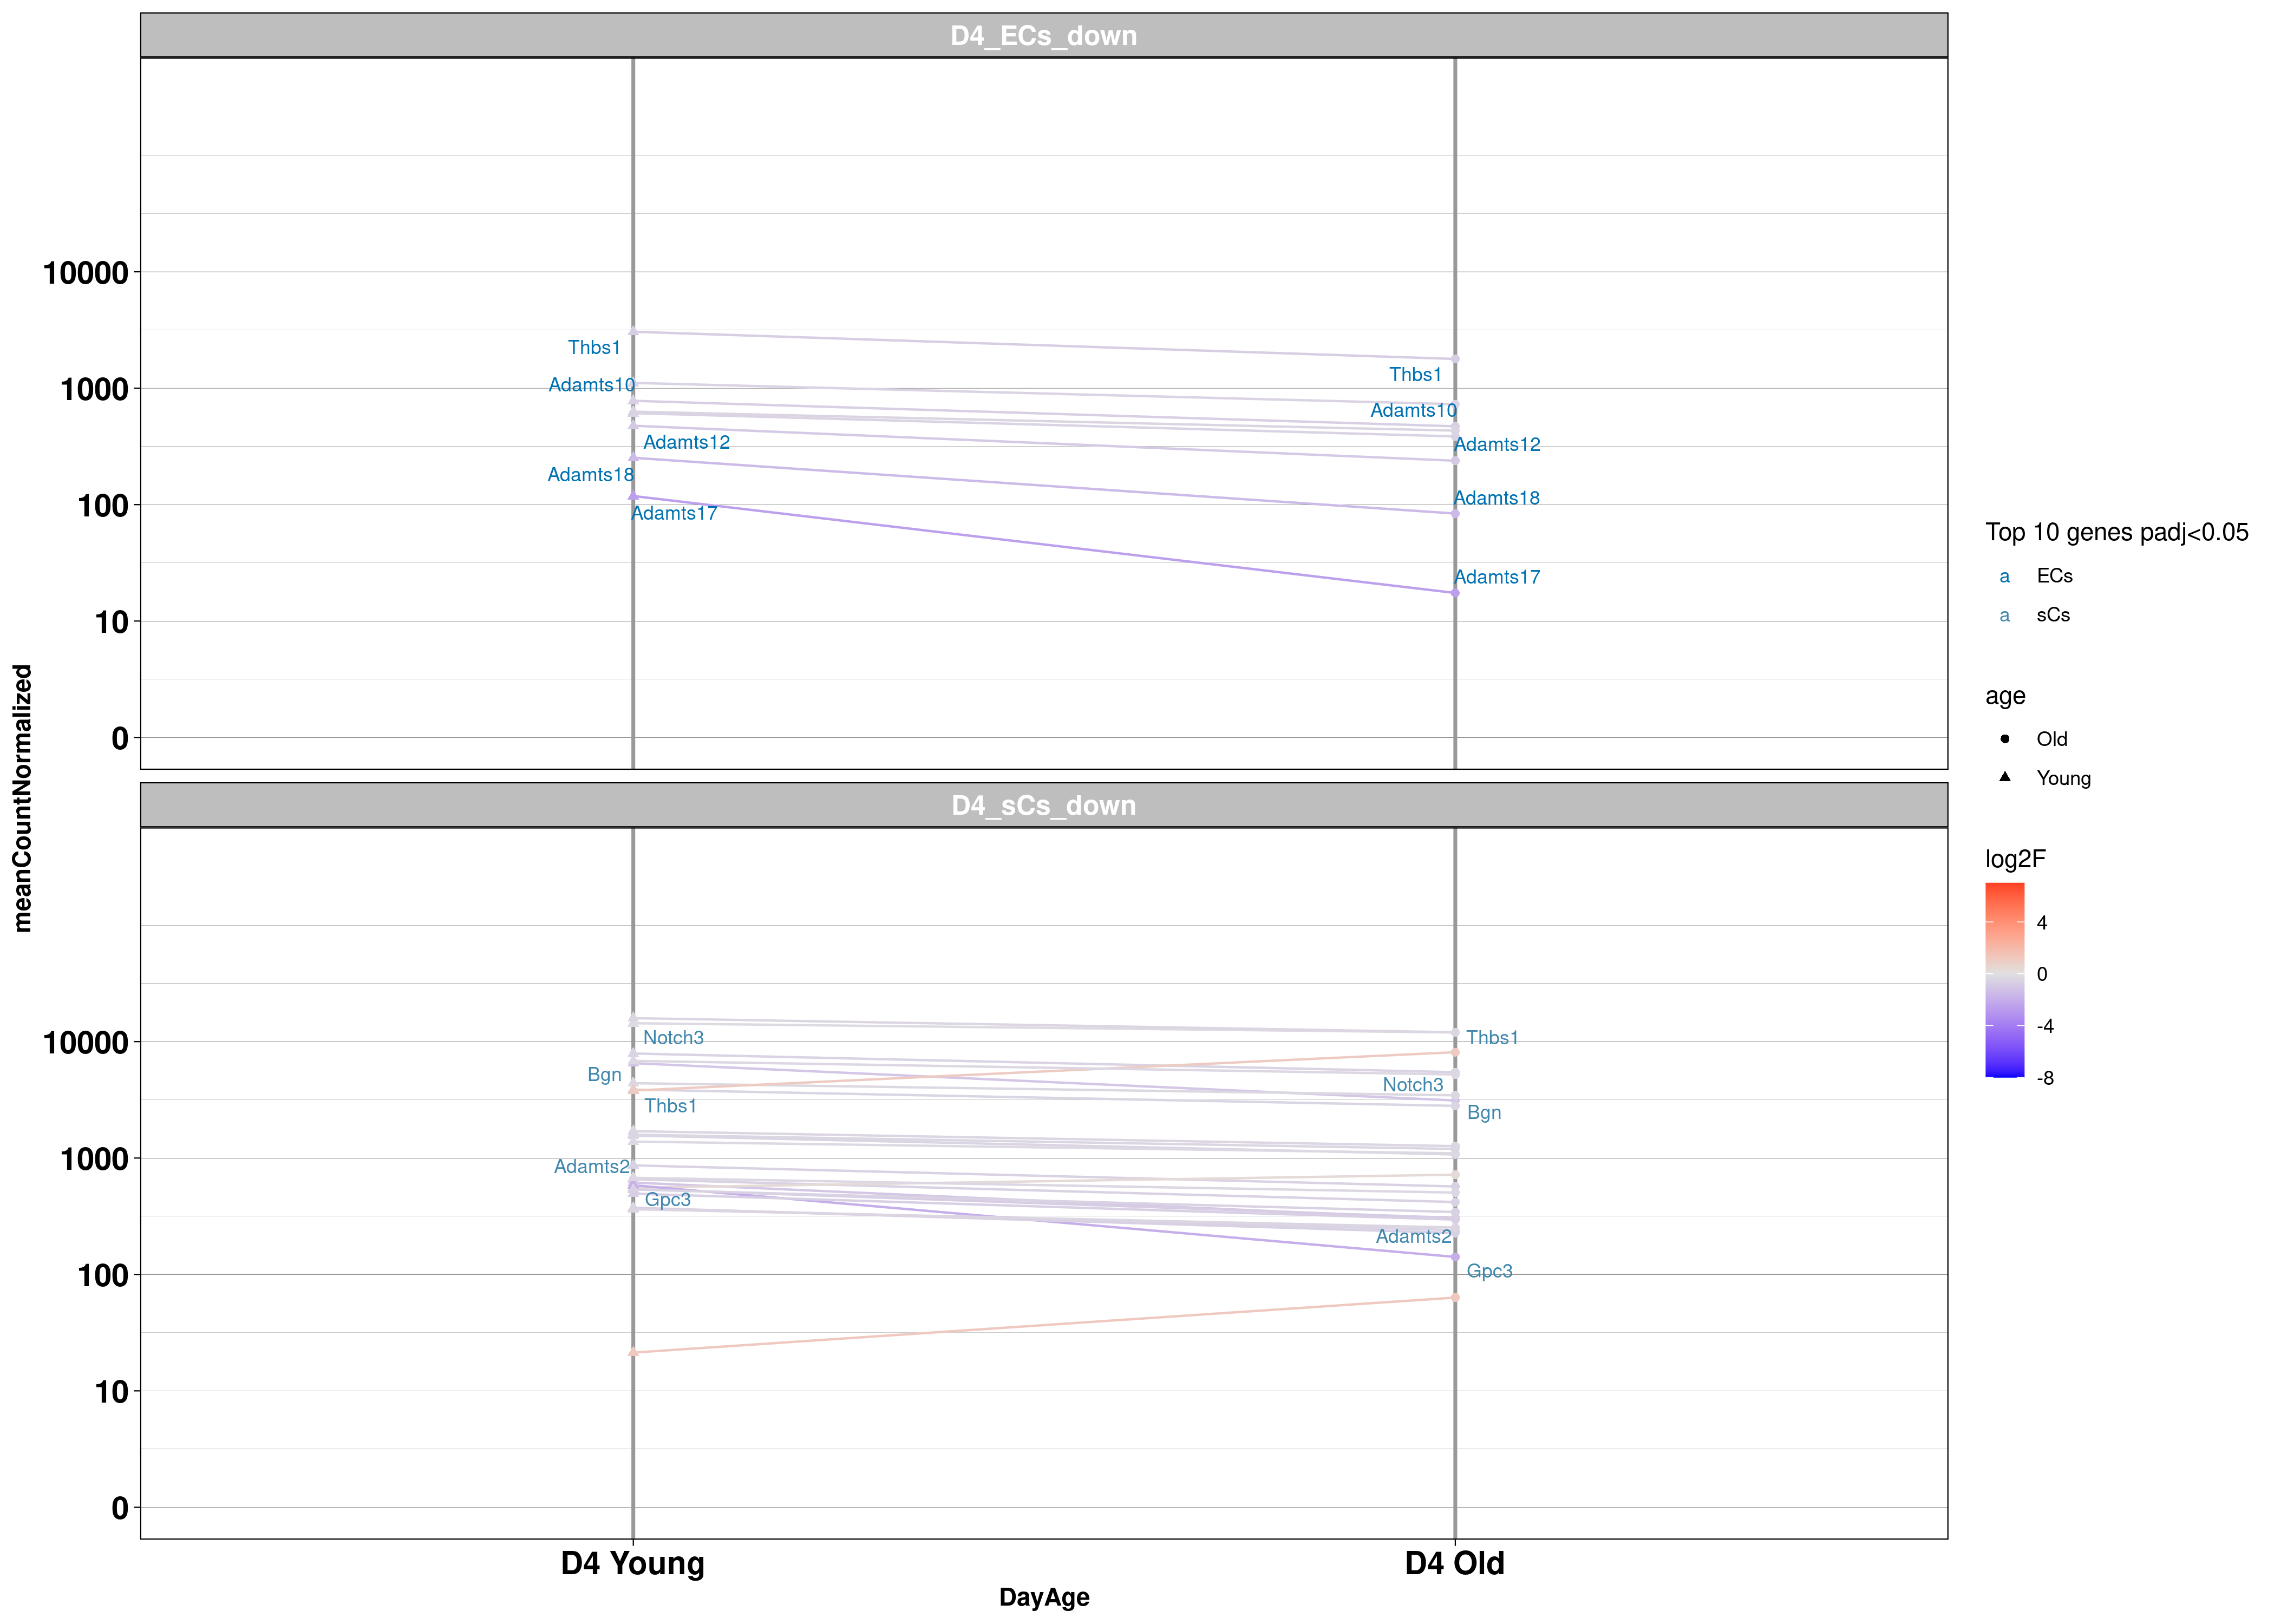 D4_ECs_down
10000
1000
100
10
0
Thbs1
Adamts10
Adamts12
Adamts18
Adamts17
Thbs1
Adamts10
Adamts12
Adamts18
Adamts17
meanCountNormalized
D4_sCs_down
10000
1000
100
10
0
Notch3
Bgn
Thbs1
Adamts2
Gpc3
Thbs1
Notch3
Bgn
Adamts2
Gpc3
D4 Young
D4 Old
DayAge
Top 10 genes padj<0.05
a ECs
a sCs
age
Old
Young
log2F
4
0
-4
-8